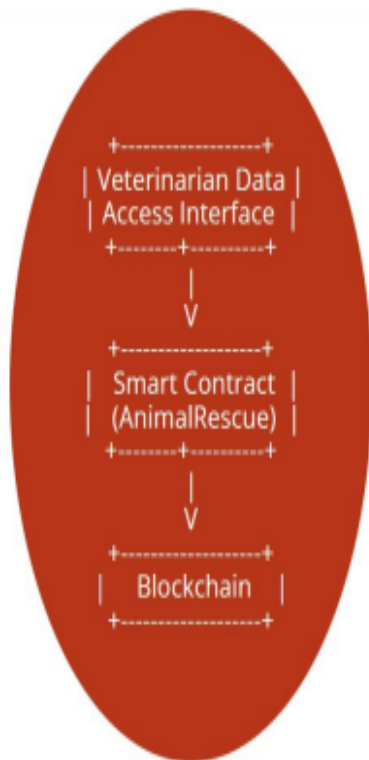 +-------------------+
| Veterinarian Data |
| Access Interface |
+--------+----------+
|
V
+-------------------+
| Smart Contract |
| (AnimalRescue) |
+--------+----------+
|
V
+-------------------+
| Blockchain |
+-------------------+